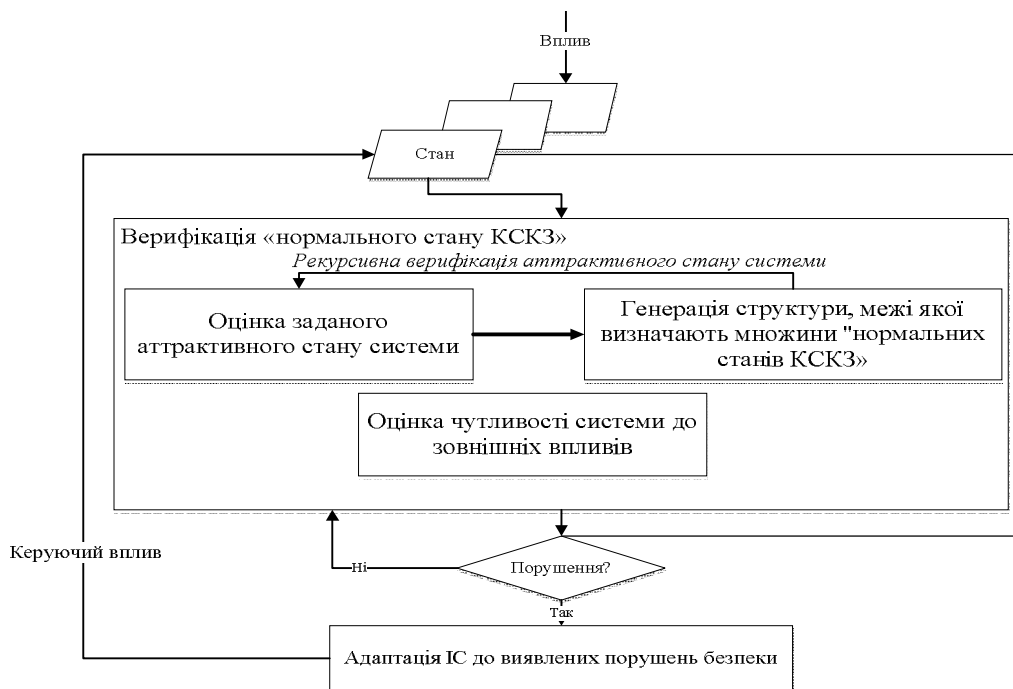 Вплив
Стан
Верифікація «нормального стану КСКЗ»
Рекурсивна верифікація аттрактивного стану системи
Оцінка заданого
аттрактивного стану системи
Генерація структури, межі якої
визначають множини "нормальних
станів КСКЗ»
Оцінка чутливості системи до
зовнішніх впливів
Керуючий вплив
Ні
Порушення?
Так
Адаптація ІС до виявлених порушень безпеки